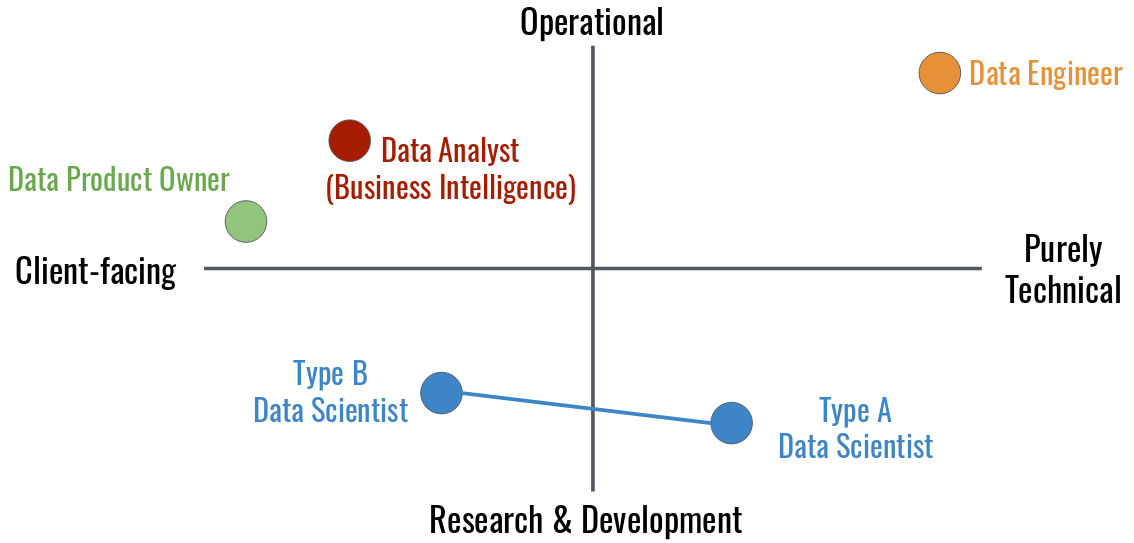 Operational
Data Engineer
Data Analyst
(Business Intelligence)
Data Product Owner
Client-facing
Purely
Technical
Type B
Data Scientist
Type A
Data Scientist
Research & Development